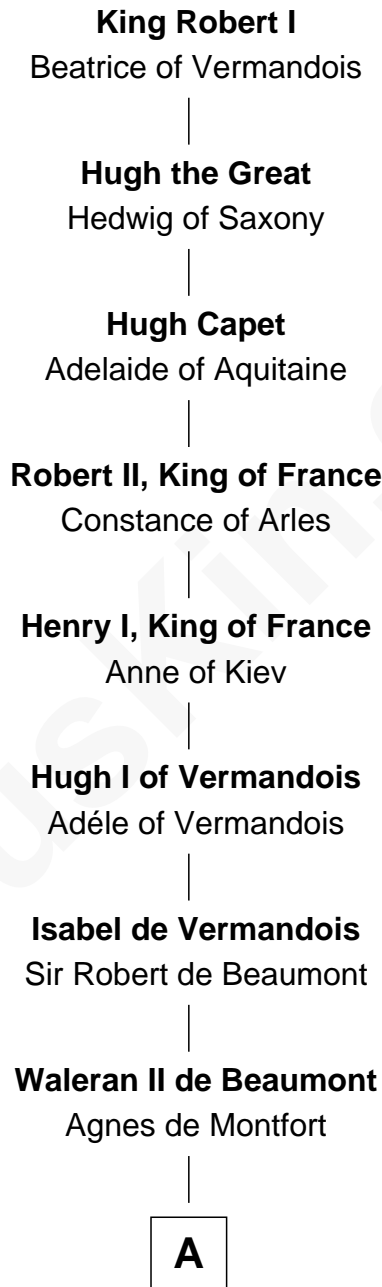 King Robert I
Beatrice of Vermandois
Hugh the Great
Hedwig of Saxony
Hugh Capet
Adelaide of Aquitaine
Robert II, King of France
Constance of Arles
Henry I, King of France
Anne of Kiev
Hugh I of Vermandois
Adéle of Vermandois
Isabel de Vermandois
Sir Robert de Beaumont
Waleran II de Beaumont
Agnes de Montfort
A